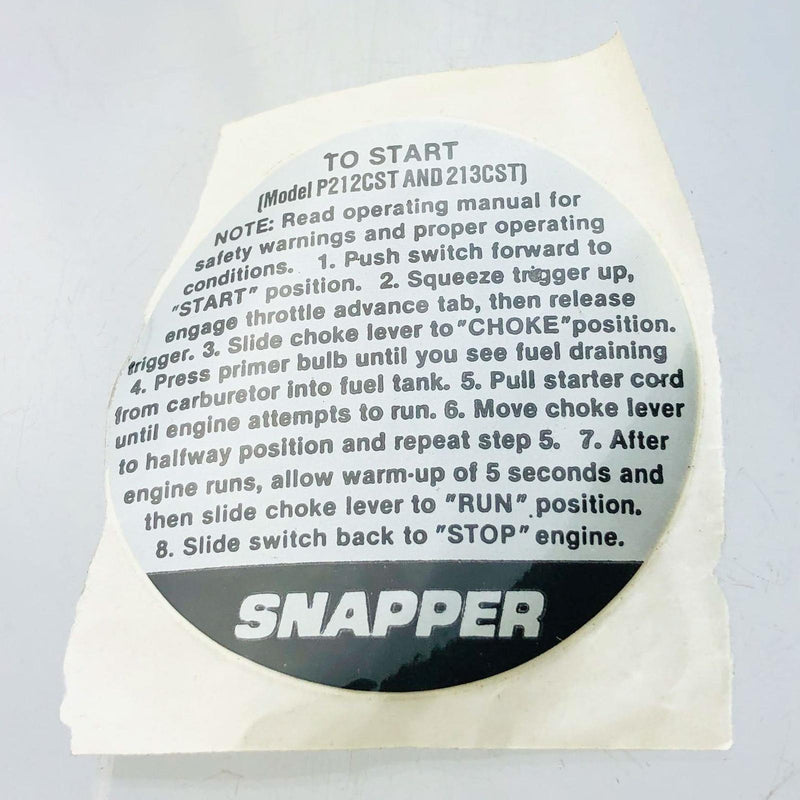 TO START
(Model P212CST AND 213CST)
NOTE: Read operating manual for
safety warnings and proper operating
conditions. 1. Push switch forward to
"START" position. 2. Squeeze trigger up,
engage throttle advance tab, then release
trigger. 3. Slide choke lever to "CHOKE" position.
4. Press primer bulb until you see fuel draining
from carburetor into fuel tank. 5. Pull starter cord
until engine attempts to run. 6. Move choke lever
to halfway position and repeat step 5. 7. After
engine runs, allow warm-up of 5 seconds and
then slide choke lever to "RUN" position.
8. Slide switch back to "STOP" engine.
SNAPPER